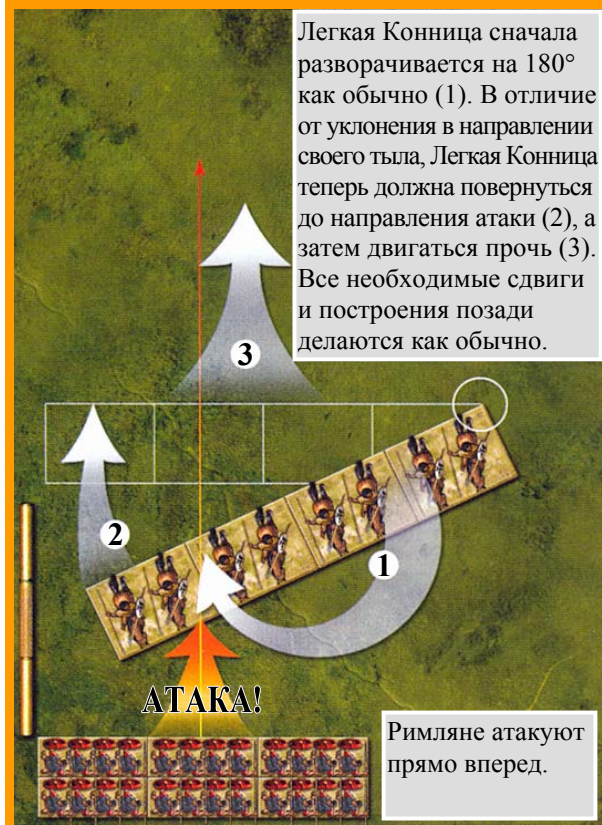 Легкая Конница сначала
разворачивается на 180°
как обычно (1). В отличие
от уклонения в направлении
своего тыла, Легкая Конница
теперь должна повернуться
до направления атаки (2), а
затем двигаться прочь (3).
Все необходимые сдвиги
и построения позади
делаются как обычно.
3
2
1
АТАКА!
Римляне атакуют
прямо вперед.